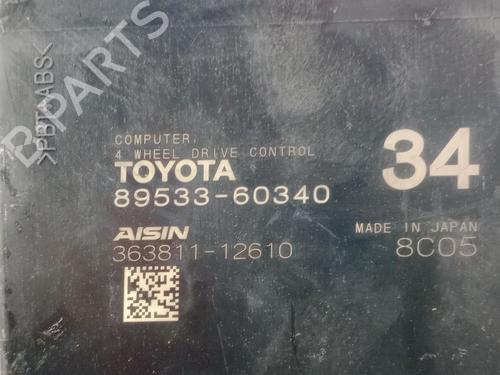 >PBT+ABS<
B-PARTS
COMPUTER,
4 WHEEL DRIVE CONTROL
34
TOYOTA
89533-60340
AISIN
MADE IN JAPAN
363811-12610
8C05